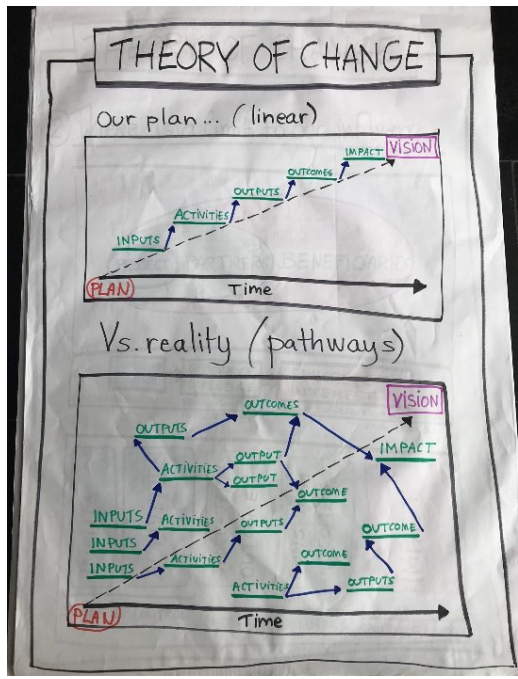 THEORY OF CHANGE
Our plan... (linear)
VISION
IMPACT
OUTCOMES
OUTPUTS
ACTIVITIES
INPUTS
PLAN
Time
Vs. reality (pathways)
VISION
OUTCOMES
OUTPUTS
IMPACT
OUTPUT
ACTIVITIES
OUTPUT
OUTCOME
INPUTS
ACTIVITIES
OUTPUTS
OUTCOME
INPUTS
OUTCOME
ACTIVITIES
INPUTS
ACTIVITIES
OUTPUTS
PLAN
Time